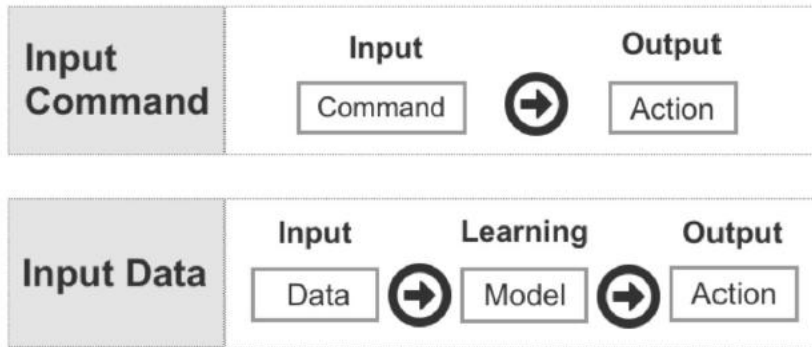 Input
Command
Input
Output
Command
Action
Input Data
Input
Learning
Output
Data
Model
Action